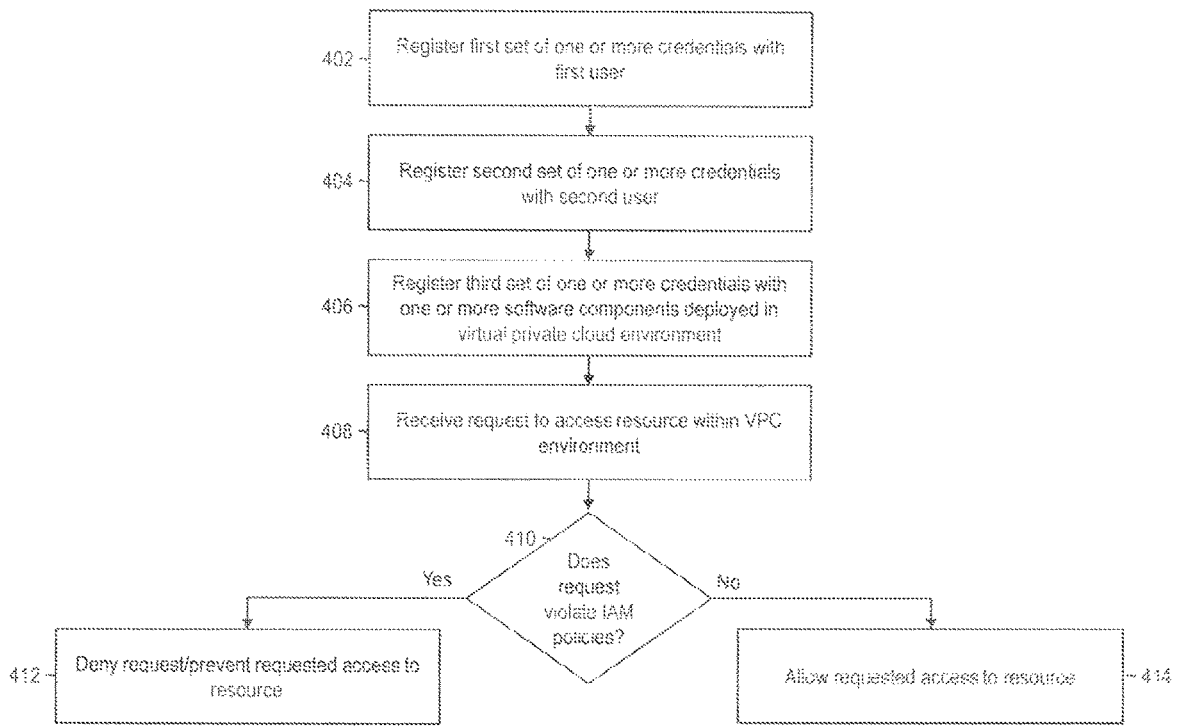 402
Register first set of one or more credentials with
first user
404
Register second set of one or more credentials
with second user
406
Register third set of one or more credentials with
one or more software components deployed in
virtual private cloud environment
408
Receive request to access resource within VPC
environment
410
Does
request
violate IAM
policies?
Yes
No
412
Deny request/prevent requested access to
resource
Allow requested access to resource
414